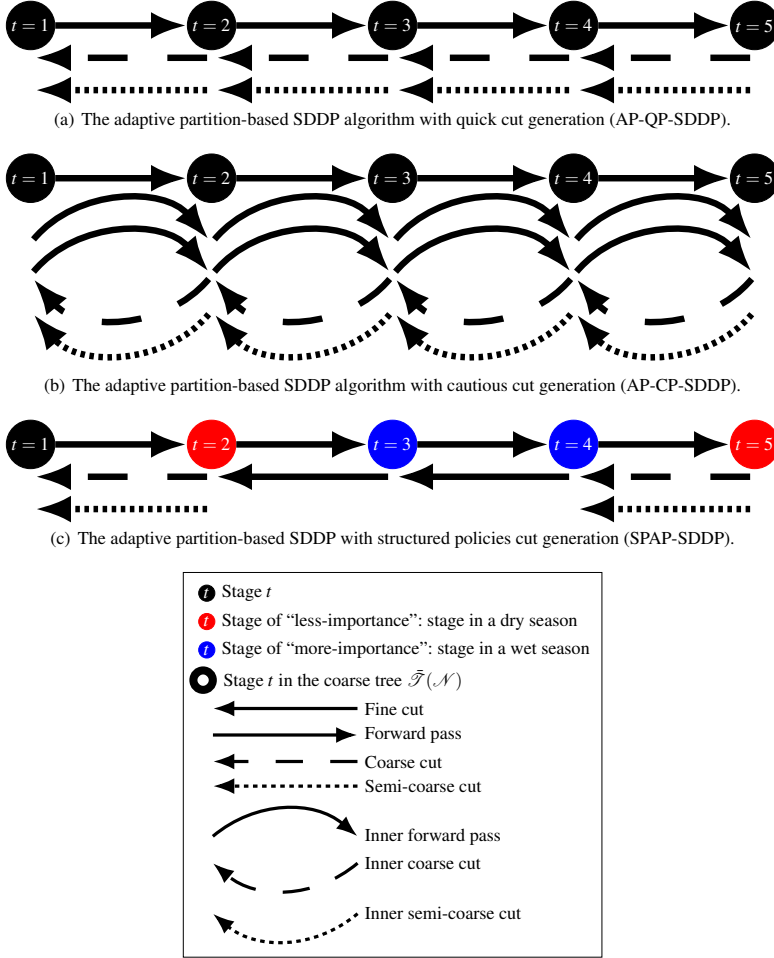 t = 1 t = 2 t = 3 t = 4 t = 5
(a) The adaptive partition-based SDDP algorithm with quick cut generation (AP-QP-SDDP).
t = 1 t = 2 t = 3 t = 4 t = 5
(b) The adaptive partition-based SDDP algorithm with cautious cut generation (AP-CP-SDDP).
t = 1 t = 2 t = 3 t = 4 t = 5
(c) The adaptive partition-based SDDP with structured policies cut generation (SPAP-SDDP).
t Stage t
t Stage of “less-importance”: stage in a dry season
t Stage of “more-importance”: stage in a wet season
Stage t in the coarse tree 𝒯̄(𝒩)
Fine cut
Forward pass
Coarse cut
Semi-coarse cut
Inner forward pass
Inner coarse cut
Inner semi-coarse cut